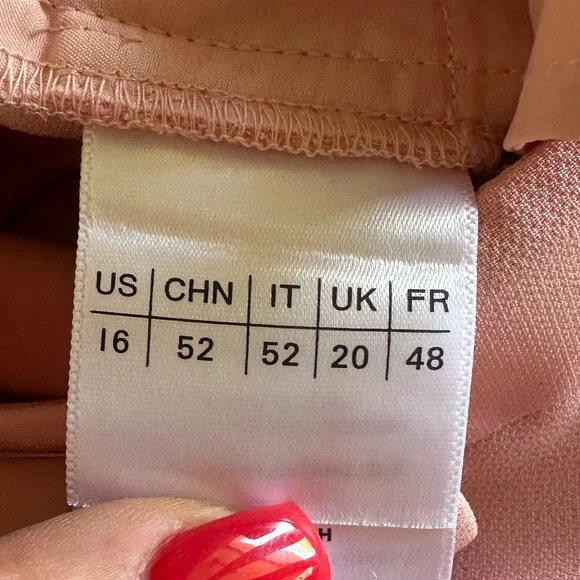 US | CHN | IT | UK | FR
16 | 52 | 52 | 20 | 48
H